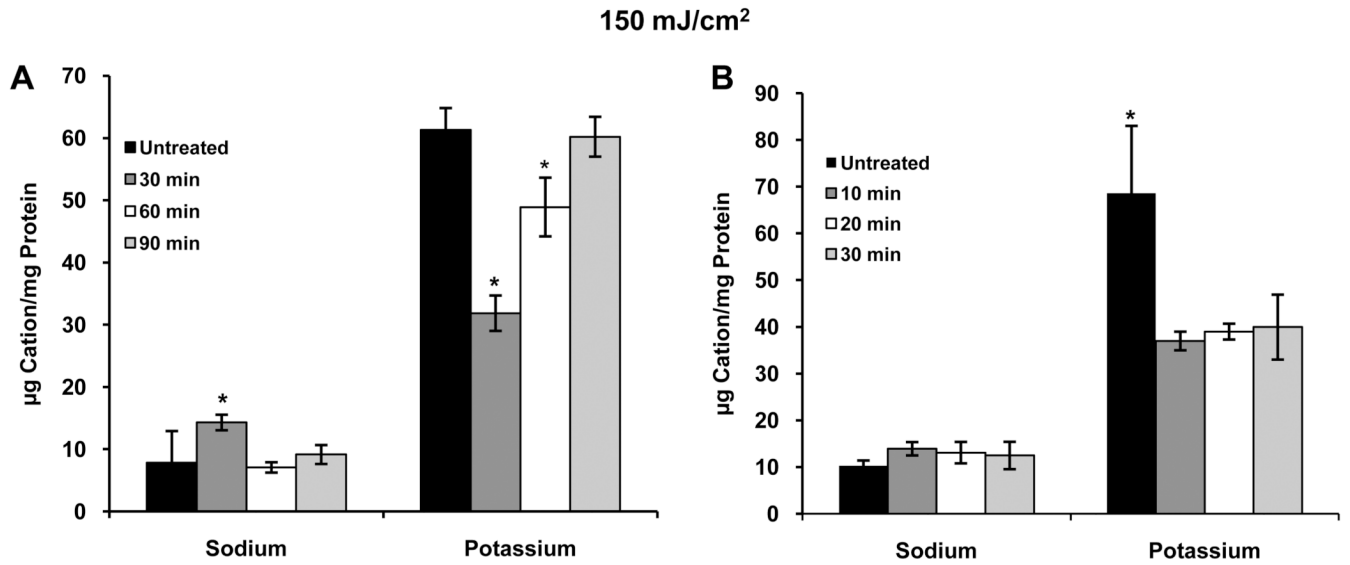 150 mJ/cm²
A
70
60
50
40
30
20
10
0
µg Cation/mg Protein
Untreated
30 min
60 min
90 min
*
*
*
Sodium
Potassium
B
90
80
70
60
50
40
30
20
10
0
µg Cation/mg Protein
Untreated
10 min
20 min
30 min
*
Sodium
Potassium